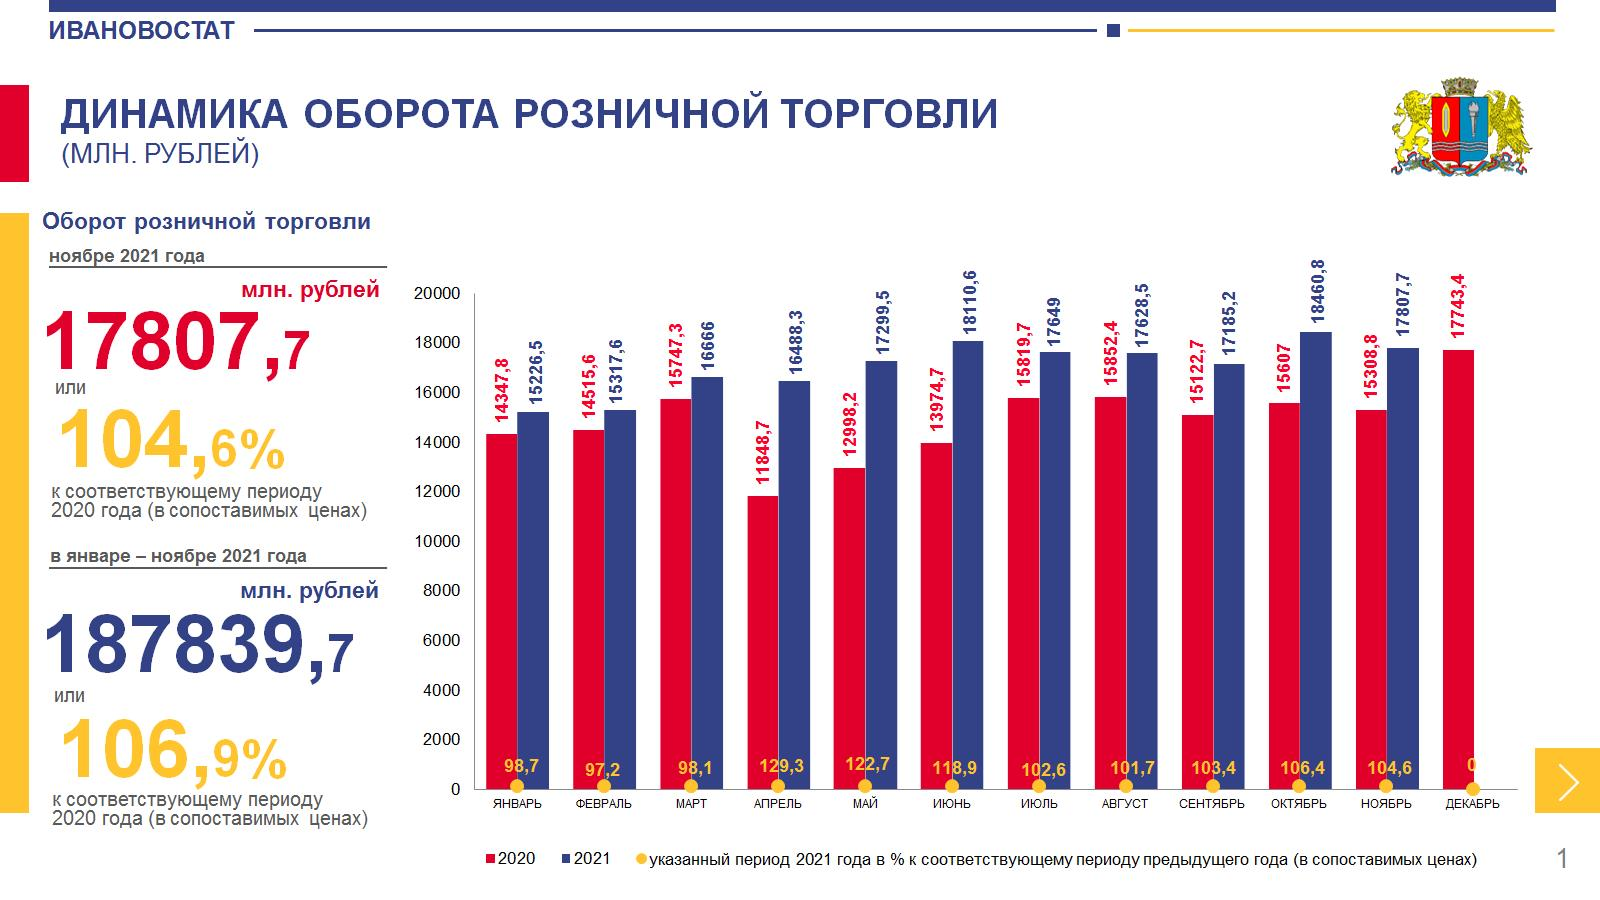 ИВАНОВОСТАТ
ДИНАМИКА ОБОРОТА РОЗНИЧНОЙ ТОРГОВЛИ
(МЛН. РУБЛЕЙ)
Оборот розничной торговли
ноябре 2021 года
млн. рублей
17807,7
или
104,6%
к соответствующему периоду
2020 года (в сопоставимых ценах)
в январе – ноябре 2021 года
млн. рублей
187839,7
или
106,9%
к соответствующему периоду
2020 года (в сопоставимых ценах)
20000
18000
16000
14000
12000
10000
8000
6000
4000
2000
0
14347,8 15226,5 14515,6 15317,6 15747,3 16666 11848,7 16488,3 12998,2 17299,5 13974,7 18110,6 15819,7 17649 15852,4 17628,5 15122,7 17185,2 15607 18460,8 15308,8 17807,7 17743,4
98,7 97,2 98,1 129,3 122,7 118,9 102,6 101,7 103,4 106,4 104,6 0
ЯНВАРЬ ФЕВРАЛЬ МАРТ АПРЕЛЬ МАЙ ИЮНЬ ИЮЛЬ АВГУСТ СЕНТЯБРЬ ОКТЯБРЬ НОЯБРЬ ДЕКАБРЬ
2020 2021 указанный период 2021 года в % к соответствующему периоду предыдущего года (в сопоставимых ценах)
1